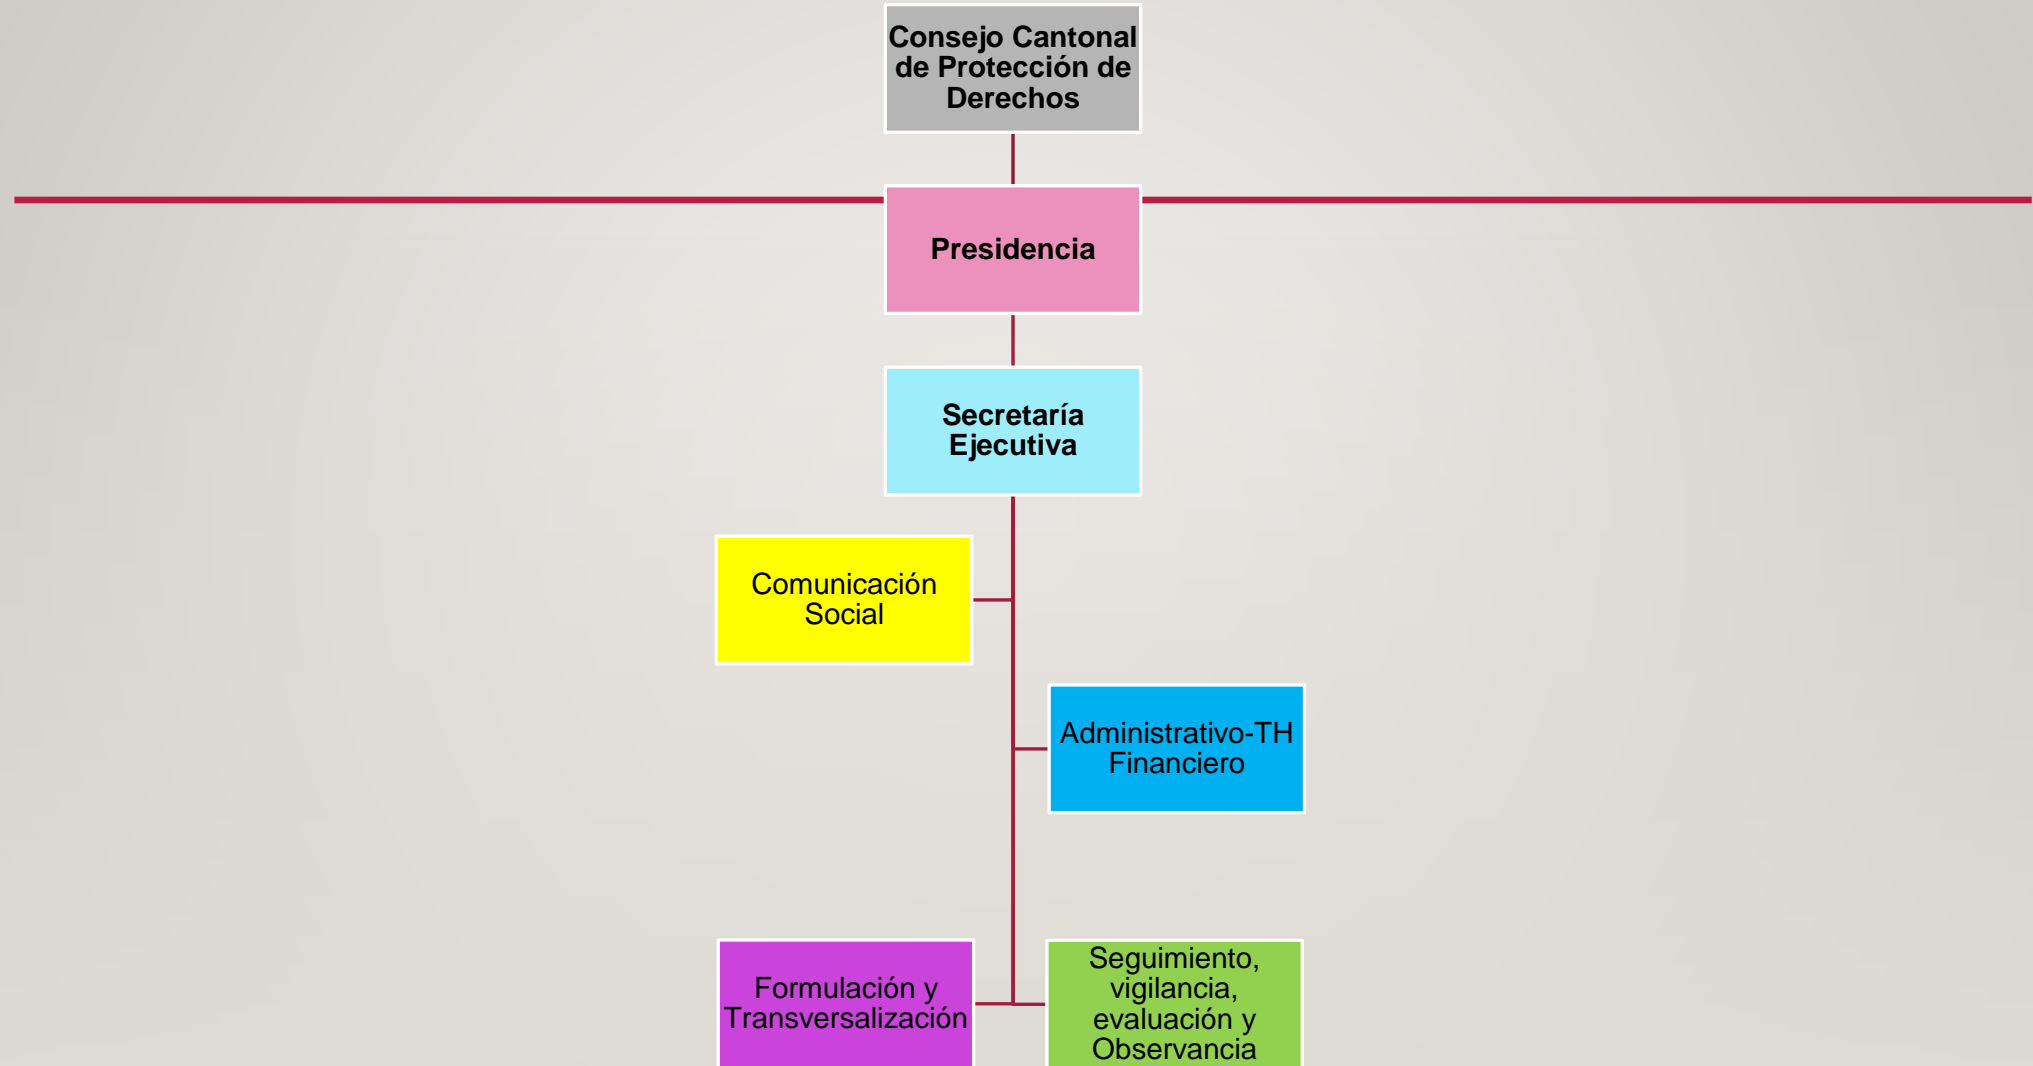 Consejo Cantonal
de Protección de
Derechos
Presidencia
Secretaría
Ejecutiva
Comunicación
Social
Administrativo-TH
Financiero
Formulación y
Transversalización
Seguimiento,
vigilancia,
evaluación y
Observancia